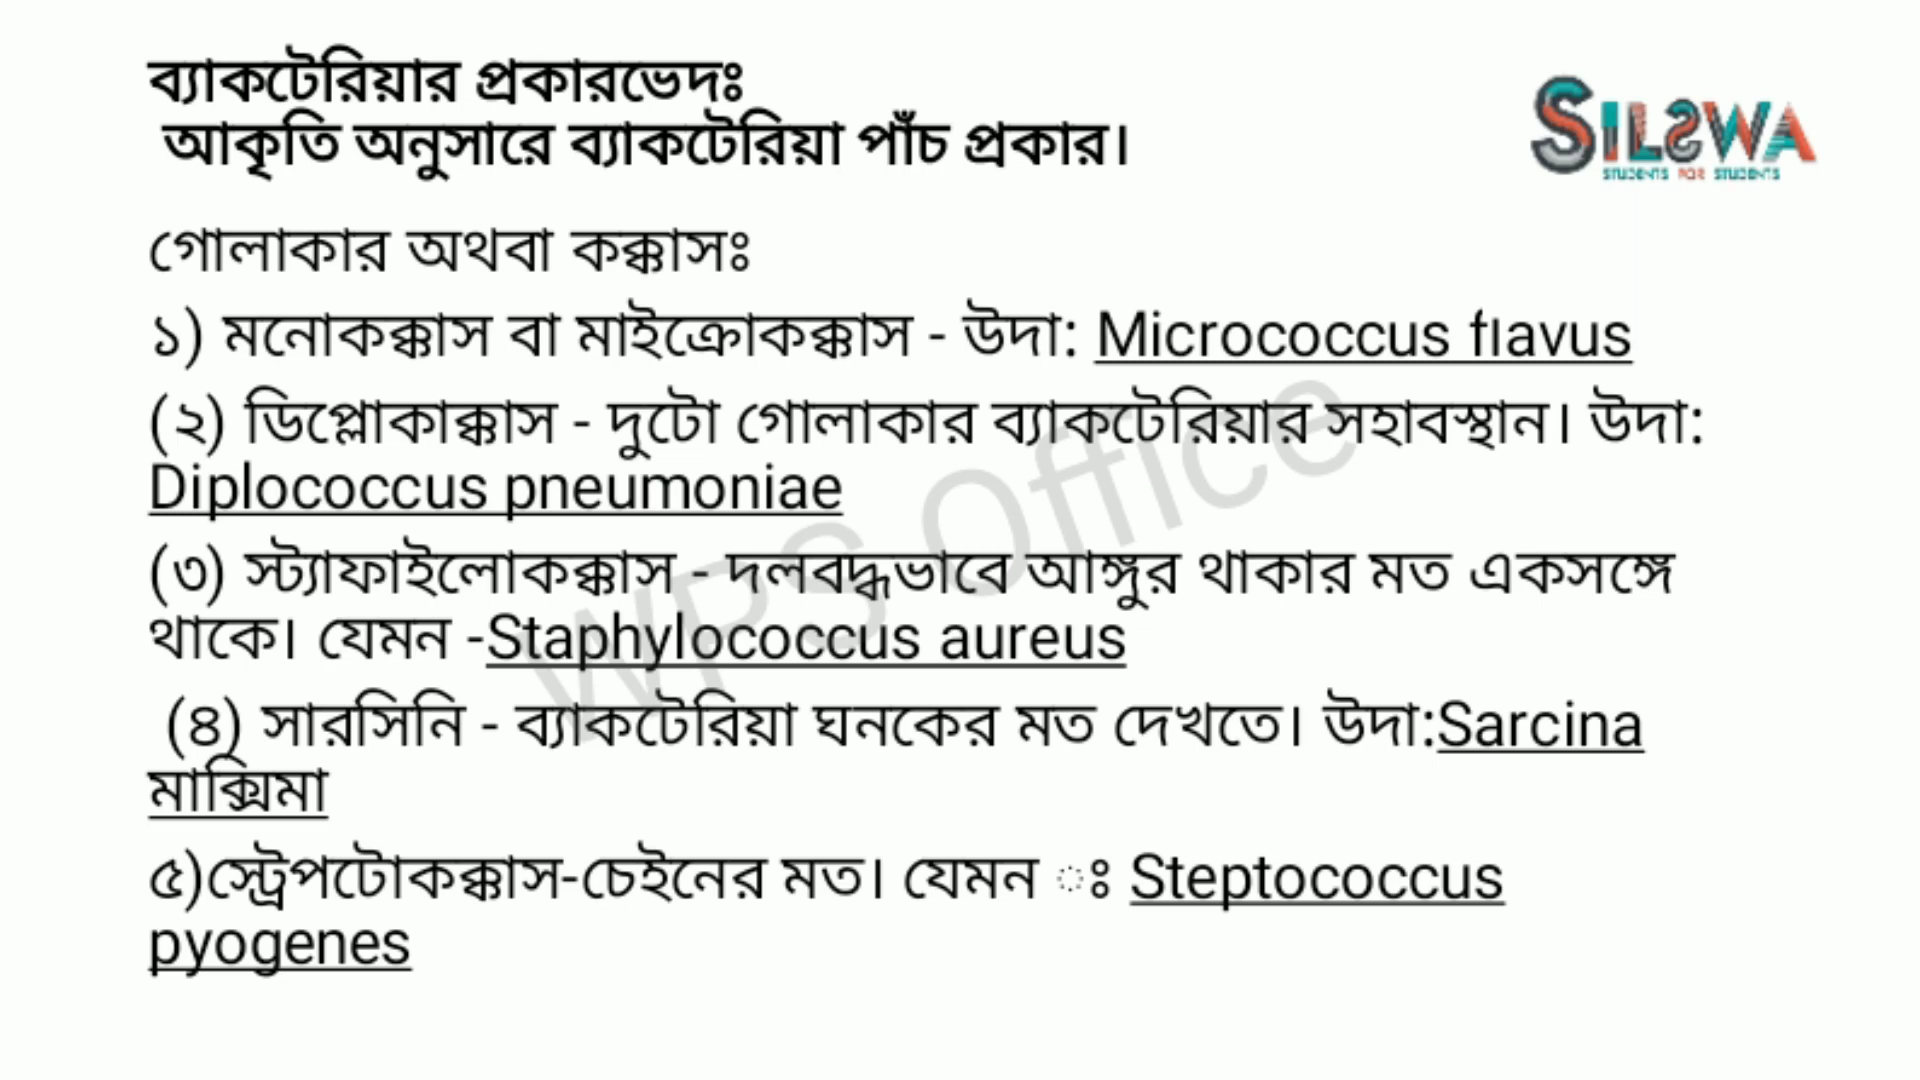 ব্যাকটেরিয়ার প্রকারভেদঃ
আকৃতি অনুসারে ব্যাকটেরিয়া পাঁচ প্রকার।
SILSWA
STUDENTS FOR STUDENTS
গোলাকার অথবা কক্কাসঃ
১) মনোকক্কাস বা মাইক্রোকক্কাস - উদা: Micrococcus flavus
(২) ডিপ্লোকাক্কাস - দুটো গোলাকার ব্যাকটেরিয়ার সহাবস্থান। উদা:
Diplococcus pneumoniae
(৩) স্ট্যাফাইলোকক্কাস - দলবদ্ধভাবে আঙ্গুর থাকার মত একসঙ্গে
থাকে। যেমন -Staphylococcus aureus
(৪) সারসিনি - ব্যাকটেরিয়া ঘনকের মত দেখতে। উদা:Sarcina
মাক্সিমা
৫)স্ট্রেপটোকক্কাস-চেইনের মত। যেমন ঃ Steptococcus
pyogenes
WPS Office